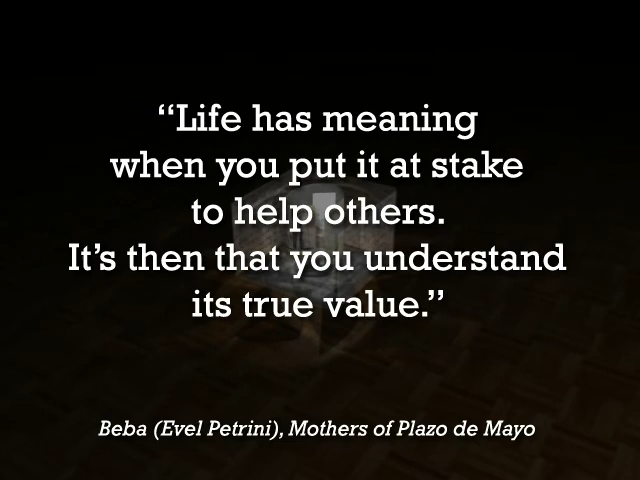 “Life has meaning
when you put it at stake
to help others.
It’s then that you understand
its true value.”
Beba (Evel Petrini), Mothers of Plazo de Mayo